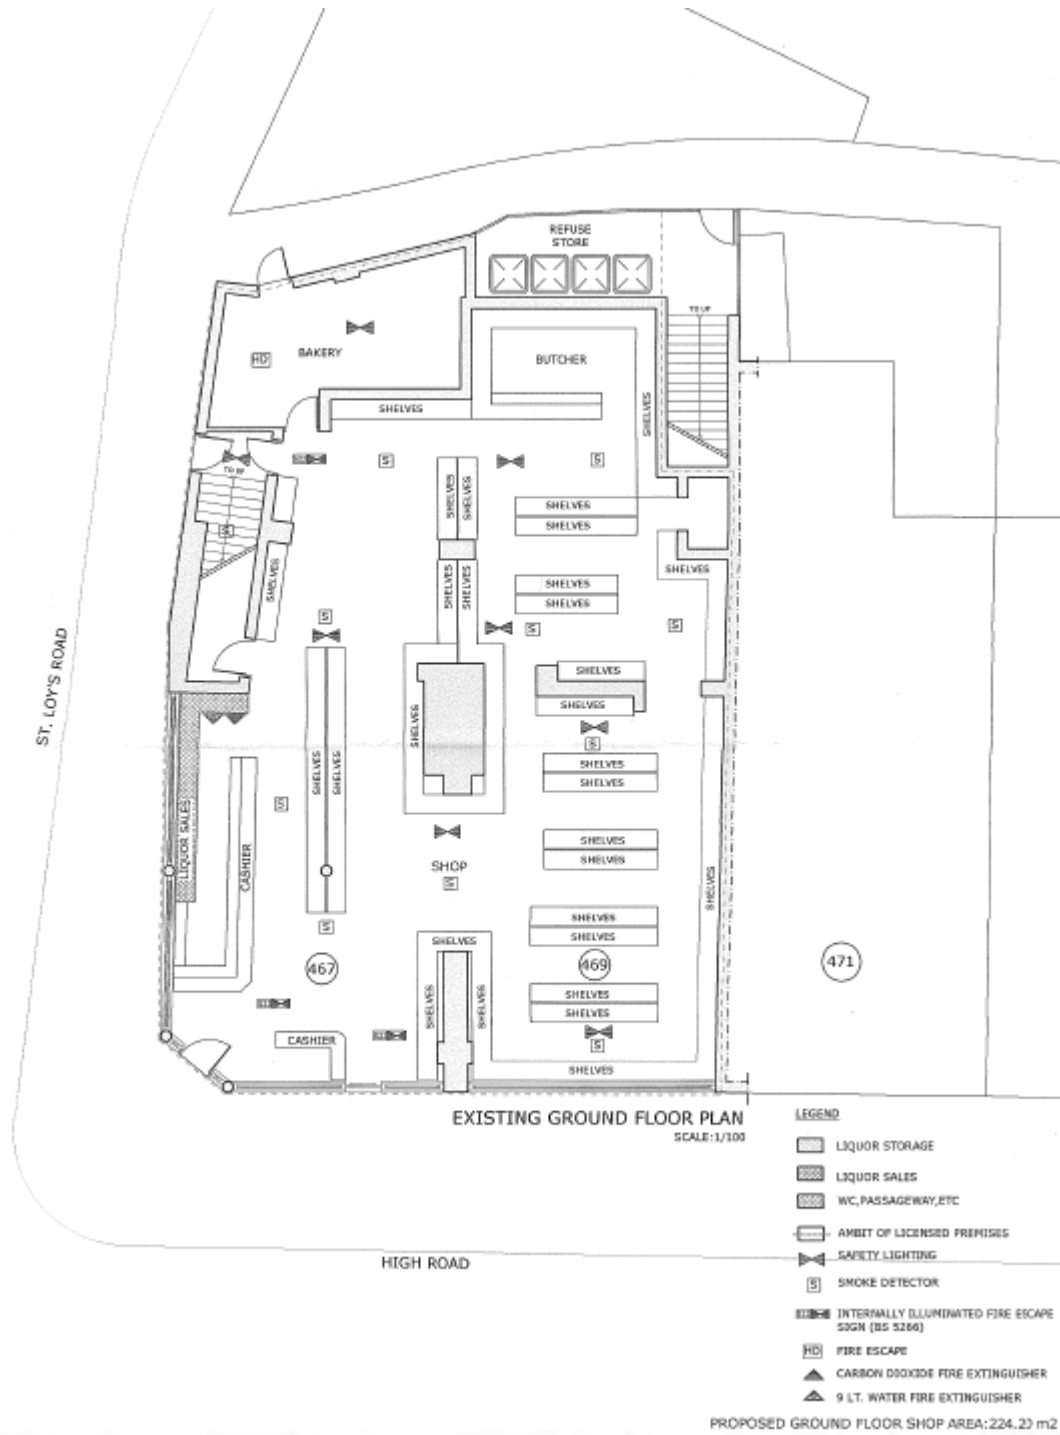 REFUSE
STORE
TO UP
BAKERY
BUTCHER
HD
SHELVES
SHELVES
S
S
TO UP
SHELVES
SHELVES
SHELVES
SHELVES
S
SHELVES
SHELVES
SHELVES
SHELVES
SHELVES
SHELVES
S
S
S
ST. LOY'S ROAD
SHELVES
SHELVES
SHELVES
S
SHELVES
SHELVES
SHELVES
SHELVES
S
LIQUOR SALES
CASHIER
SHOP
S
SHELVES
SHELVES
SHELVES
SHELVES
SHELVES
S
SHELVES
467
469
471
SHELVES
SHELVES
SHELVES
SHELVES
CASHIER
S
SHELVES
EXISTING GROUND FLOOR PLAN
SCALE:1/100
HIGH ROAD
LEGEND
LIQUOR STORAGE
LIQUOR SALES
WC,PASSAGEWAY,ETC
AMBIT OF LICENSED PREMISES
SAFETY LIGHTING
S SMOKE DETECTOR
INTERNALLY ILLUMINATED FIRE ESCAPE
SIGN (BS 5266)
HD FIRE ESCAPE
CARBON DIOXIDE FIRE EXTINGUISHER
9 LT. WATER FIRE EXTINGUISHER
PROPOSED GROUND FLOOR SHOP AREA:224.20 m2